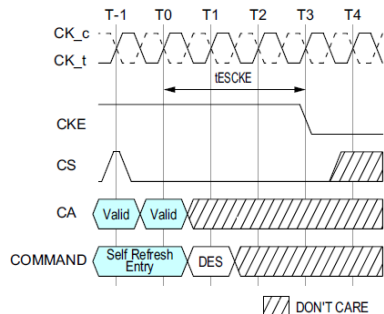 T-1 T0 T1 T2 T3 T4
CK_c
CK_t
tESCKE
CKE
CS
CA Valid Valid
COMMAND Self Refresh
Entry DES
DON'T CARE